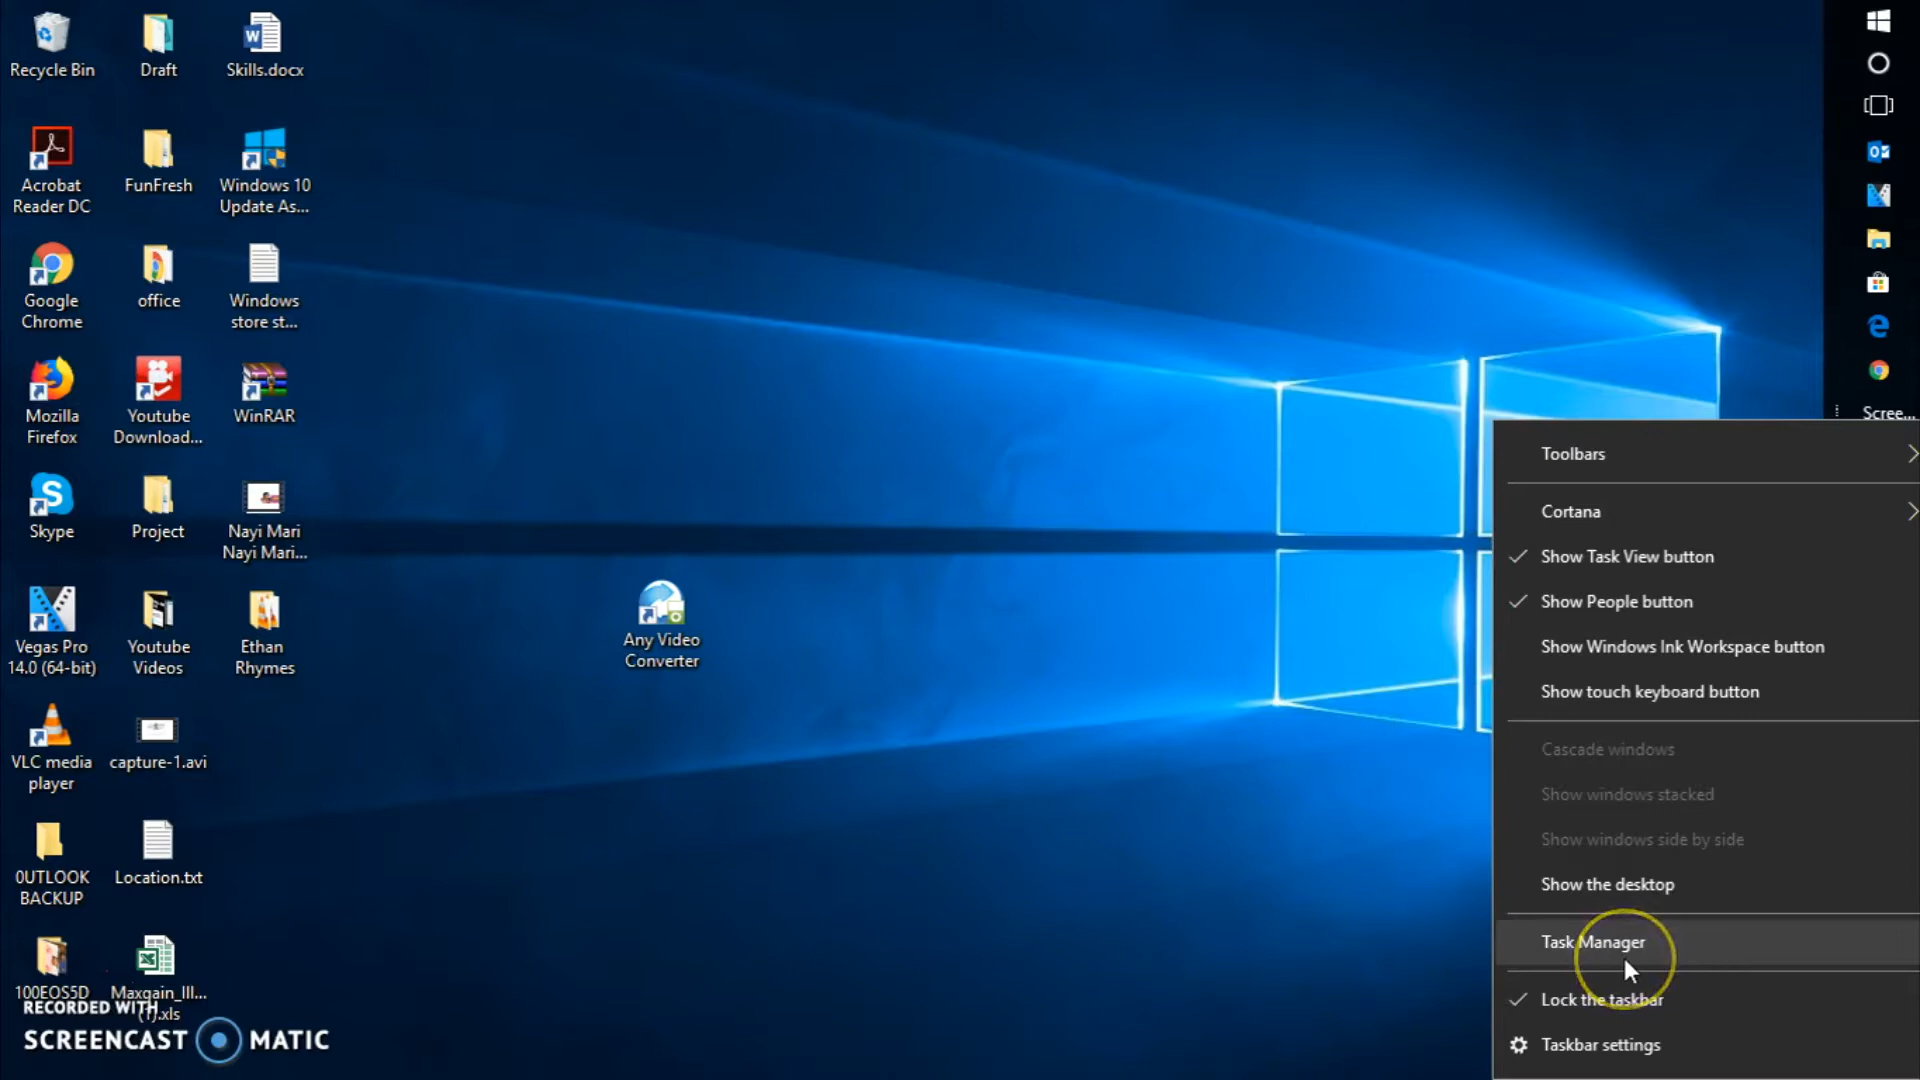 Recycle Bin
Draft
Skills.docx
Acrobat
Reader DC
FunFresh
Windows 10
Update As...
Google
Chrome
office
Windows
store st...
Mozilla
Firefox
Youtube
Download...
WinRAR
Skype
Project
Nayi Mari
Nayi Mari...
Vegas Pro
14.0 (64-bit)
Youtube
Videos
Ethan
Rhymes
Any Video
Converter
VLC media
player
capture-1.avi
0UTLOOK
BACKUP
Location.txt
100EOS5D
Maxgain_III...
(1).xls
RECORDED WITH
SCREENCAST MATIC
Scree...
Toolbars
Cortana
Show Task View button
Show People button
Show Windows Ink Workspace button
Show touch keyboard button
Cascade windows
Show windows stacked
Show windows side by side
Show the desktop
Task Manager
Lock the taskbar
Taskbar settings